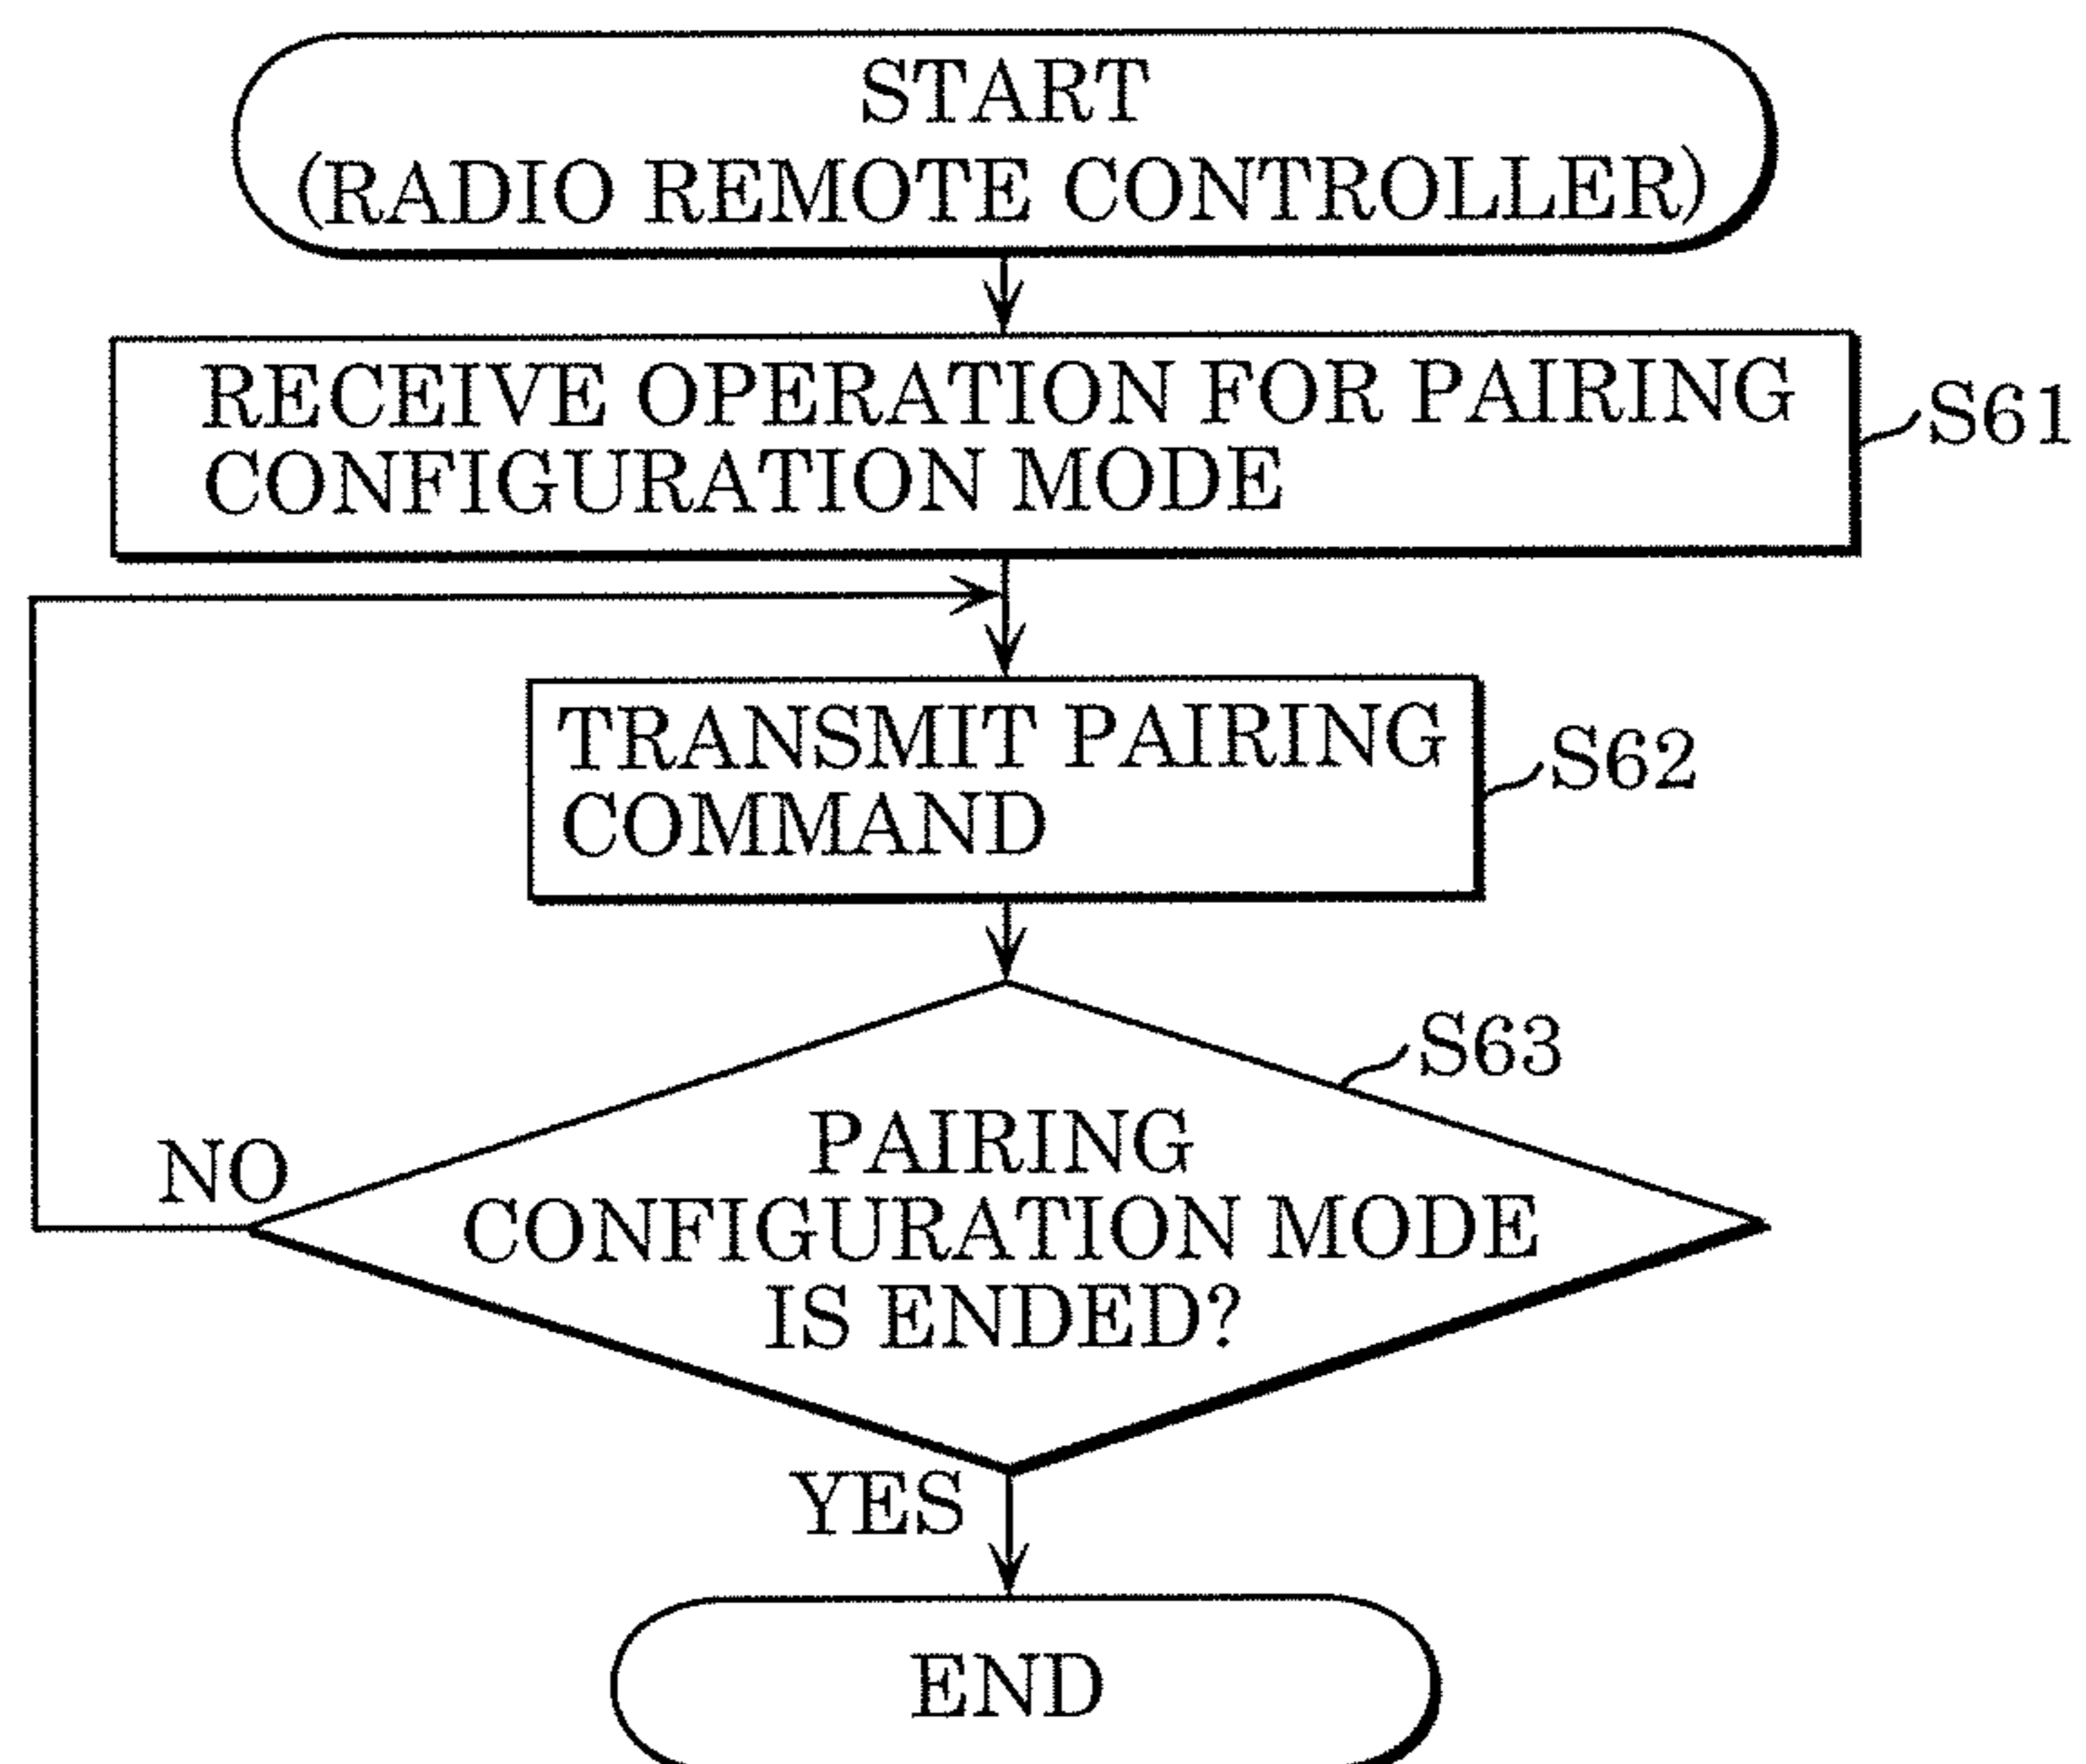 START
(RADIO REMOTE CONTROLLER)
RECEIVE OPERATION FOR PAIRING
CONFIGURATION MODE
S61
TRANSMIT PAIRING
COMMAND
S62
S63
PAIRING
CONFIGURATION MODE
IS ENDED?
NO
YES
END